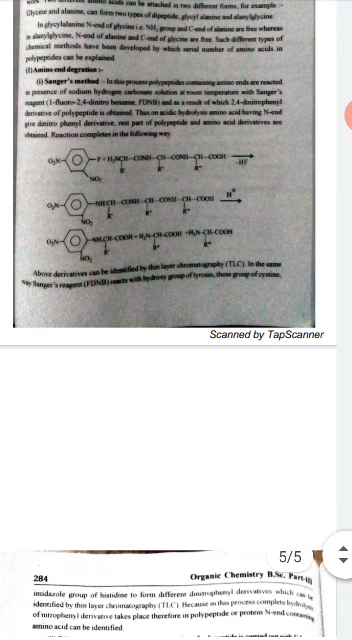 work. Two acids can be attached in two different forms, for example :-
Glycine and alanine, can form two types of dipeptide, glycyl alanine and alanylglycine.
In glycylalanine N-end of glycine i.e. NH₂ group and C-end of alanine are free whereas
in alanylglycine, N-end of alanine and C-end of glycine are free. Such different types of
chemical methods have been developed by which serial number of amino acids in
polypeptides can be explained.
(I) Amino end degration :-
(i) Sanger's method :- In this process polypeptides containing amino ends are reacted
in presence of sodium hydrogen carbonate solution at room temperature with Sanger's
reagent (1-fluoro-2,4-dinitro benzene, FDNB) and as a result of which 2,4-dinitrophenyl
derivative of polypeptide is obtained. Thus on acidic hydrolysis amino acid having N-end
give dinitro phenyl derivative, rest part of polypeptide and amino acid derivatives are
obtained. Reaction completes in the following way.
O₂N F + H₂NCH-CONH-CH-CONH-CH-COOH
-HF
NO₂ R' R'' R'''
O₂N NHCH-CONH-CH-CONH-CH-COOH H⁺
NO₂
O₂N NH.CH-COOH + H₂N-CH-COOH +H₂N-CH-COOH
NO₂
Above derivatives can be identified by thin layer chromatography (TLC). In the same
way Sanger's reagent (FDNB) reacts with hydroxy group of tyrosin, these group of cystine,
Scanned by TapScanner
5/5
284 Organic Chemistry B.Sc. Part-III
imidazole group of histidine to form different dinitrophenyl derivatives which can be
identified by thin layer chromatography (TLC). Because in this process complete hydrolysis
of nitrophenyl derivative takes place therefore in polypeptide or protein N-end containing
amino acid can be identified.